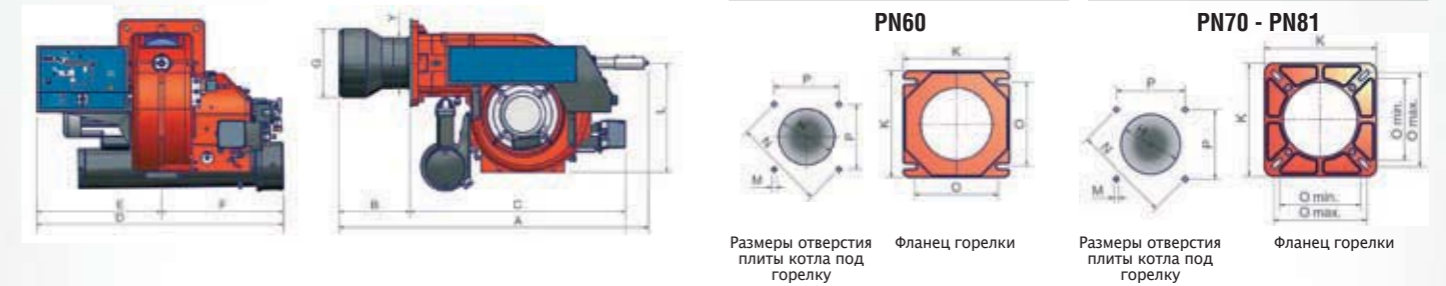 PN60
PN70 - PN81
G
Y
L
B
C
A
E
F
D
P
P
N
M
K
K
O
O
P
P
N
M
K
K
O min.
O max.
O min.
O max.
Размеры отверстия
плиты котла под
горелку
Фланец горелки
Размеры отверстия
плиты котла под
горелку
Фланец горелки